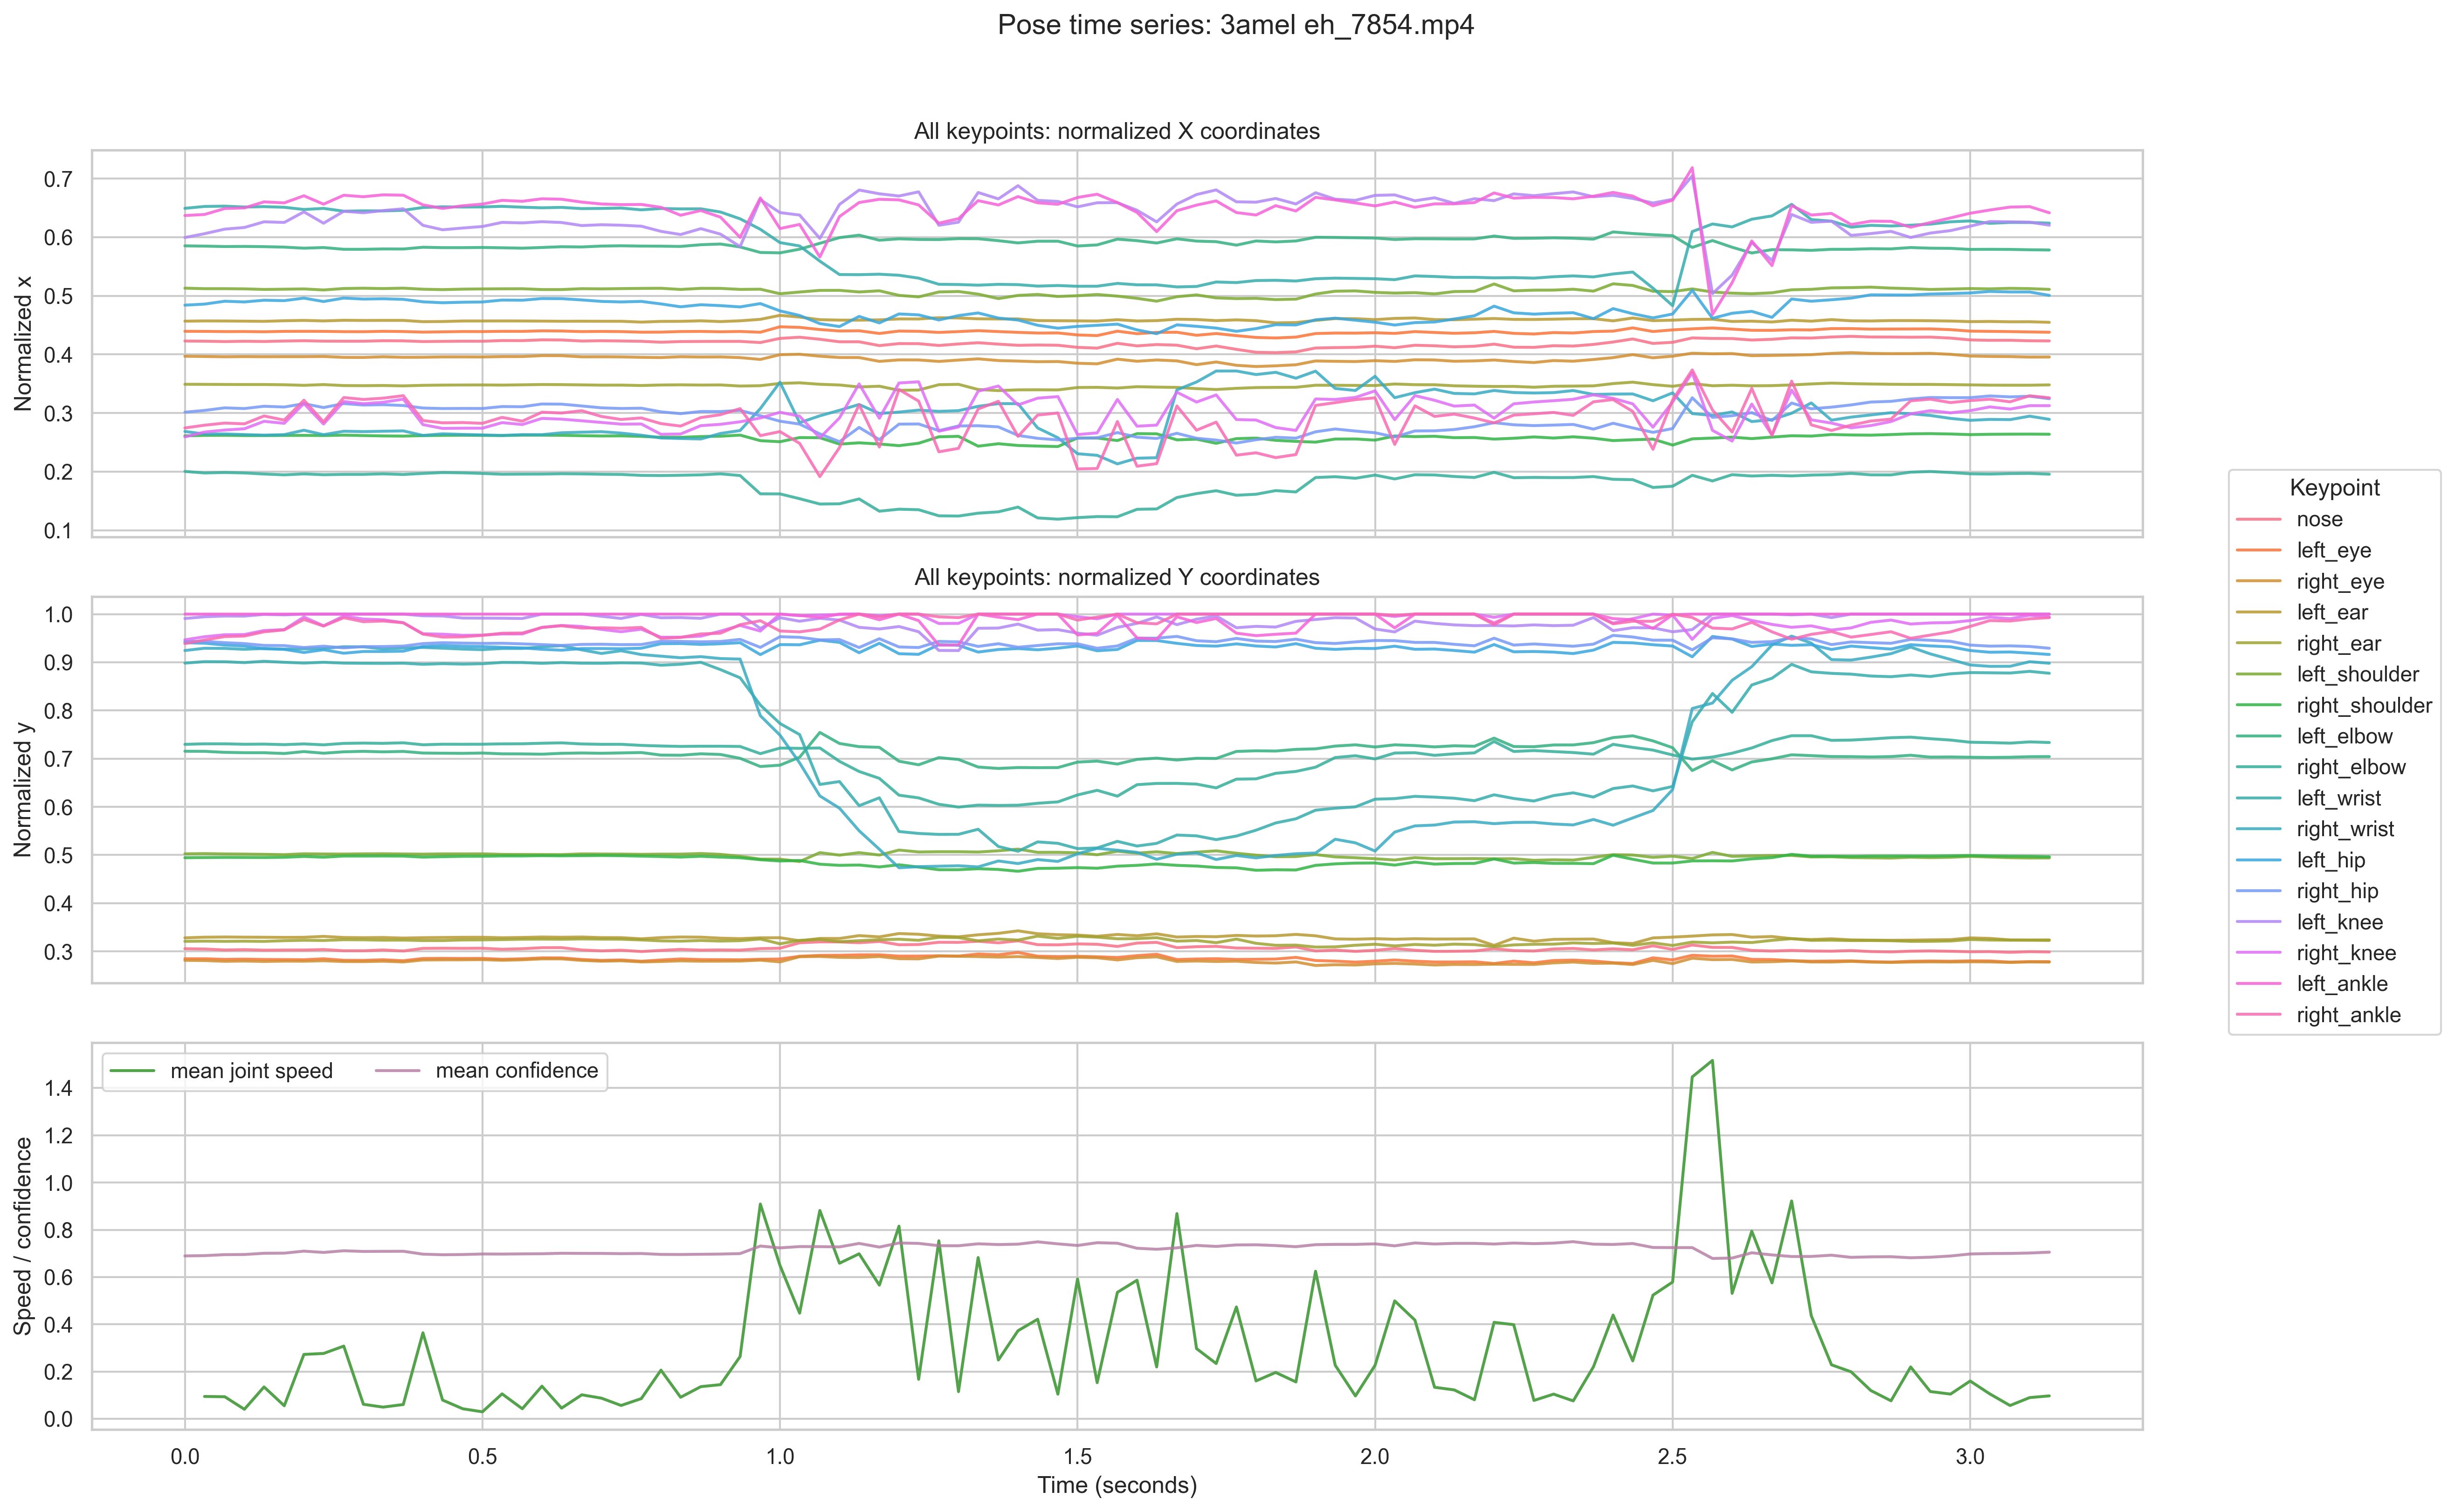 Pose time series: 3amel eh_7854.mp4
All keypoints: normalized X coordinates
Normalized x
0.7
0.6
0.5
0.4
0.3
0.2
0.1
All keypoints: normalized Y coordinates
Normalized y
1.0
0.9
0.8
0.7
0.6
0.5
0.4
0.3
Keypoint
nose
left_eye
right_eye
left_ear
right_ear
left_shoulder
right_shoulder
left_elbow
right_elbow
left_wrist
right_wrist
left_hip
right_hip
left_knee
right_knee
left_ankle
right_ankle
mean joint speed mean confidence
Speed / confidence
1.4
1.2
1.0
0.8
0.6
0.4
0.2
0.0
0.0 0.5 1.0 1.5 2.0 2.5 3.0
Time (seconds)